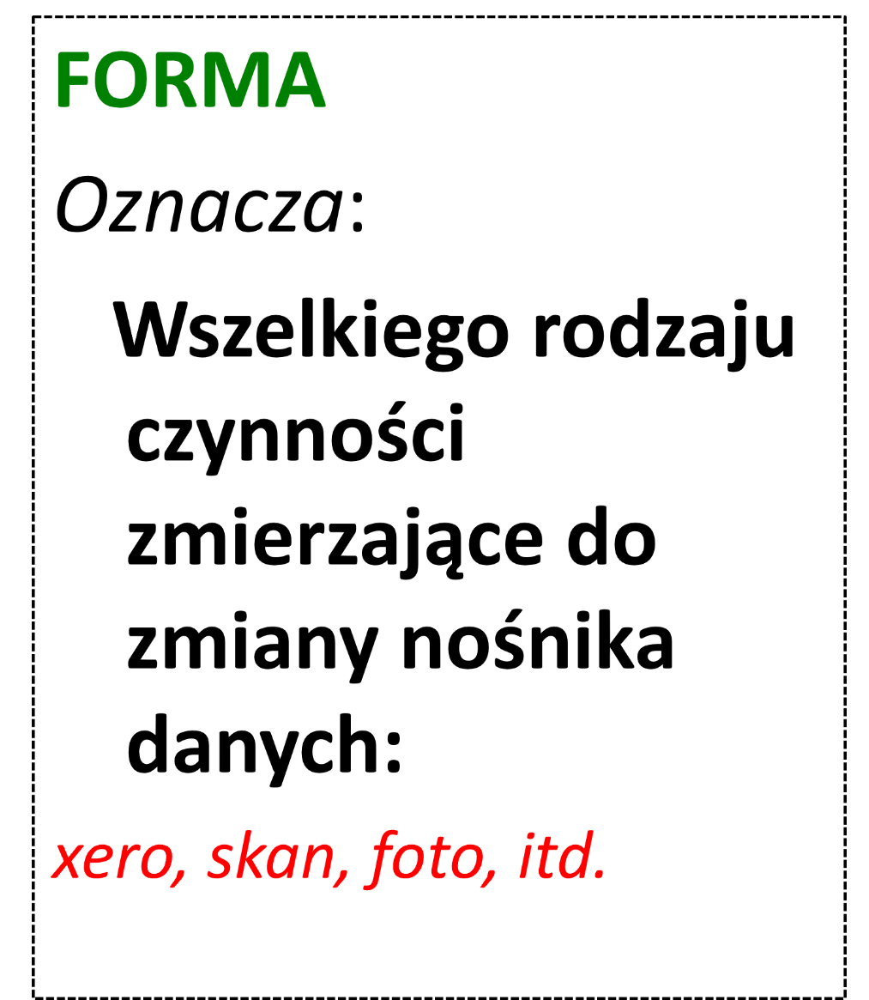 FORMA
Oznacza:
Wszelkiego rodzaju
czynności
zmierzające do
zmiany nośnika
danych:
xero, skan, foto, itd.